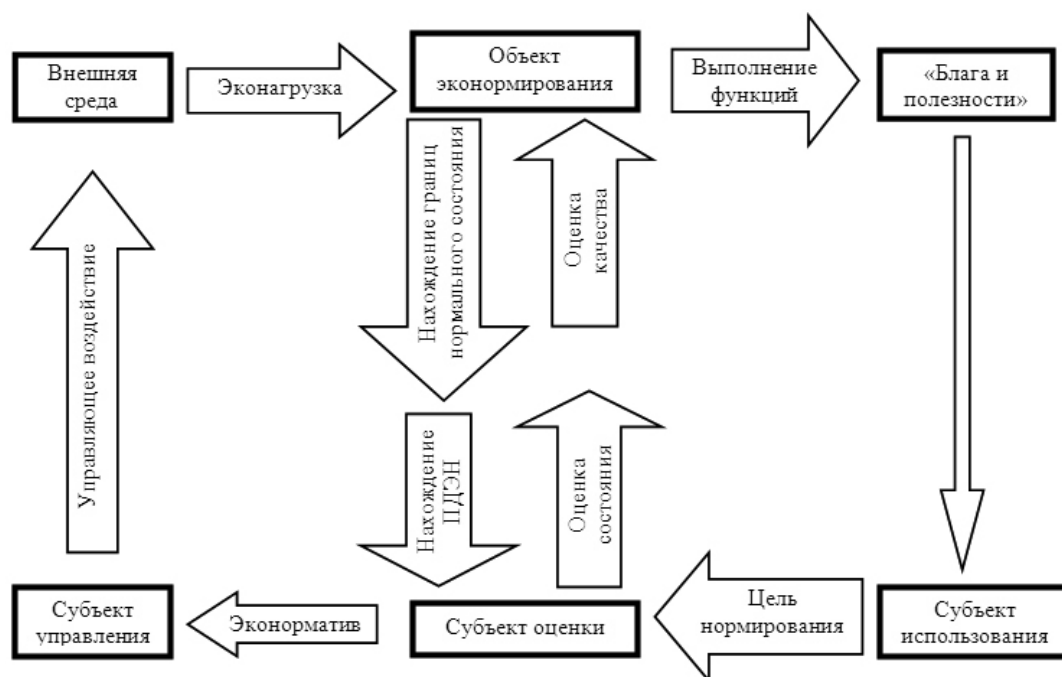 Внешняя
среда
Эконагрузка
Объект
эконормирования
Выполнение
функций
«Блага и
полезности»
Управляющее воздействие
Нахождение границ
нормального состояния
Оценка
качества
Нахождение
ПДЭН
Оценка
состояния
Субъект
управления
Эконорматив
Субъект оценки
Цель
нормирования
Субъект
использования